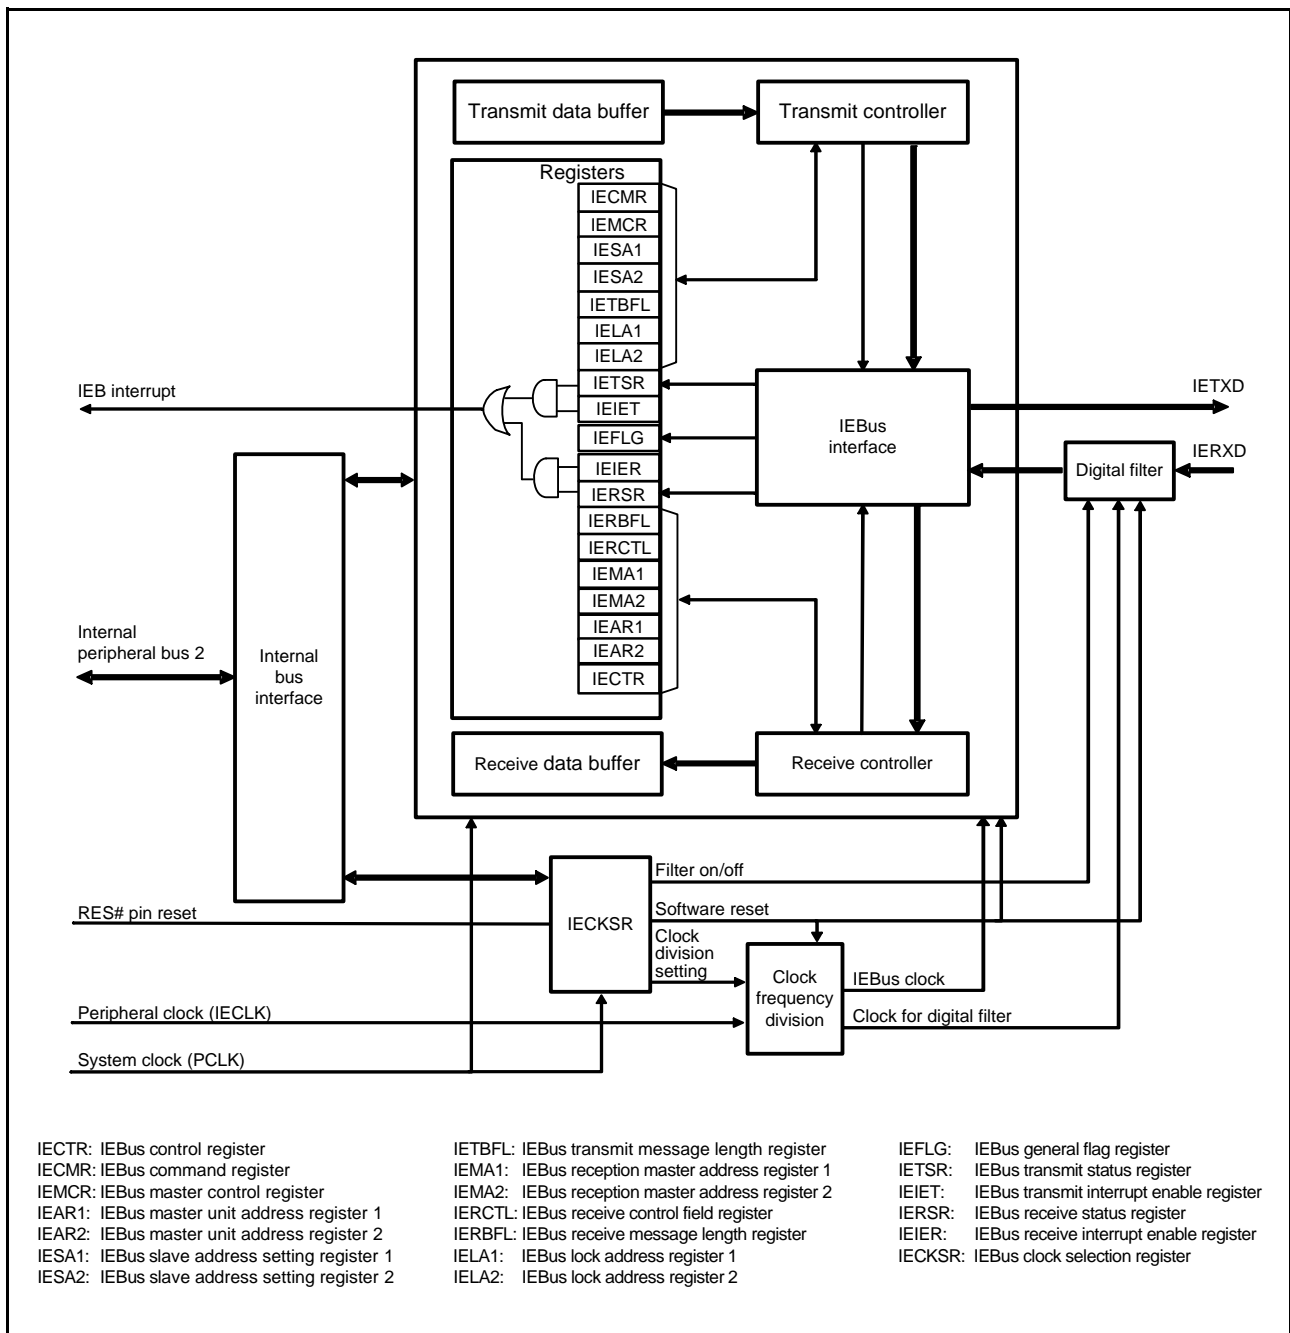 Transmit data buffer
Transmit controller
Registers
IECMR
IEMCR
IESA1
IESA2
IETBFL
IELA1
IELA2
IETSR
IEIET
IEFLG
IEIER
IERSR
IERBFL
IERCTL
IEMA1
IEMA2
IEAR1
IEAR2
IECTR
IEB interrupt
IEBus
interface
IETXD
IERXD
Digital filter
Internal
peripheral bus 2
Internal
bus
interface
Receive data buffer
Receive controller
Filter on/off
RES# pin reset
IECKSR
Software reset
Clock
division
setting
Clock
frequency
division
IEBus clock
Peripheral clock (IECLK)
Clock for digital filter
System clock (PCLK)
IECTR: IEBus control register
IECMR: IEBus command register
IEMCR: IEBus master control register
IEAR1: IEBus master unit address register 1
IEAR2: IEBus master unit address register 2
IESA1: IEBus slave address setting register 1
IESA2: IEBus slave address setting register 2
IETBFL: IEBus transmit message length register
IEMA1: IEBus reception master address register 1
IEMA2: IEBus reception master address register 2
IERCTL: IEBus receive control field register
IERBFL: IEBus receive message length register
IELA1: IEBus lock address register 1
IELA2: IEBus lock address register 2
IEFLG: IEBus general flag register
IETSR: IEBus transmit status register
IEIET: IEBus transmit interrupt enable register
IERSR: IEBus receive status register
IEIER: IEBus receive interrupt enable register
IECKSR: IEBus clock selection register